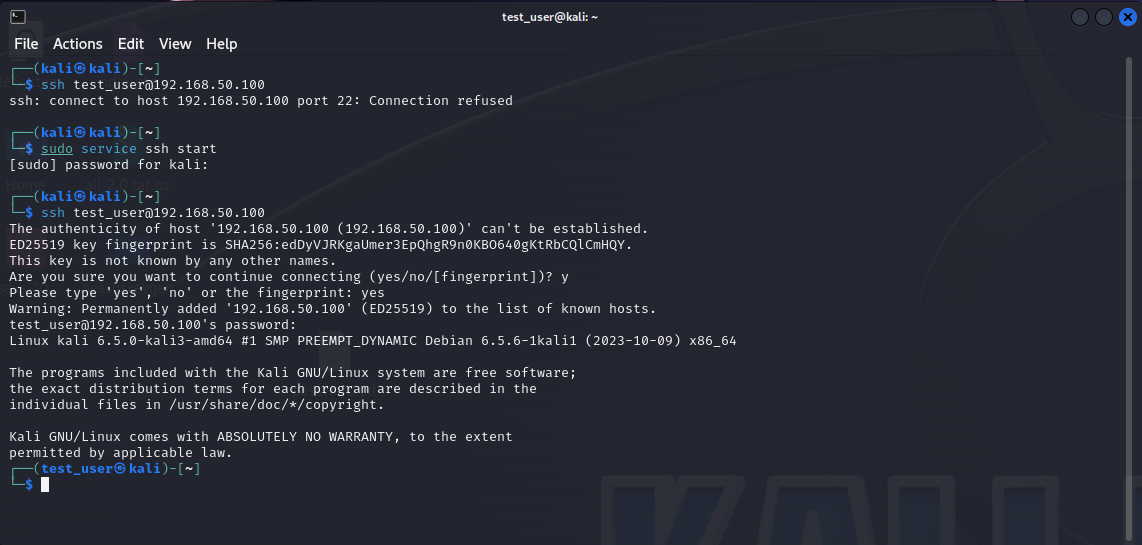 test_user@kali: ~
File Actions Edit View Help
┌──(kali㉿kali)-[~]
└─$ ssh test_user@192.168.50.100
ssh: connect to host 192.168.50.100 port 22: Connection refused
┌──(kali㉿kali)-[~]
└─$ sudo service ssh start
[sudo] password for kali:
┌──(kali㉿kali)-[~]
└─$ ssh test_user@192.168.50.100
The authenticity of host '192.168.50.100 (192.168.50.100)' can't be established.
ED25519 key fingerprint is SHA256:edDyVJRKgaUmer3EpQhgR9n0KBO640gKtRbCQlCmHQY.
This key is not known by any other names.
Are you sure you want to continue connecting (yes/no/[fingerprint])? y
Please type 'yes', 'no' or the fingerprint: yes
Warning: Permanently added '192.168.50.100' (ED25519) to the list of known hosts.
test_user@192.168.50.100's password:
Linux kali 6.5.0-kali3-amd64 #1 SMP PREEMPT_DYNAMIC Debian 6.5.6-1kali1 (2023-10-09) x86_64
The programs included with the Kali GNU/Linux system are free software;
the exact distribution terms for each program are described in the
individual files in /usr/share/doc/*/copyright.
Kali GNU/Linux comes with ABSOLUTELY NO WARRANTY, to the extent
permitted by applicable law.
┌──(test_user㉿kali)-[~]
└─$